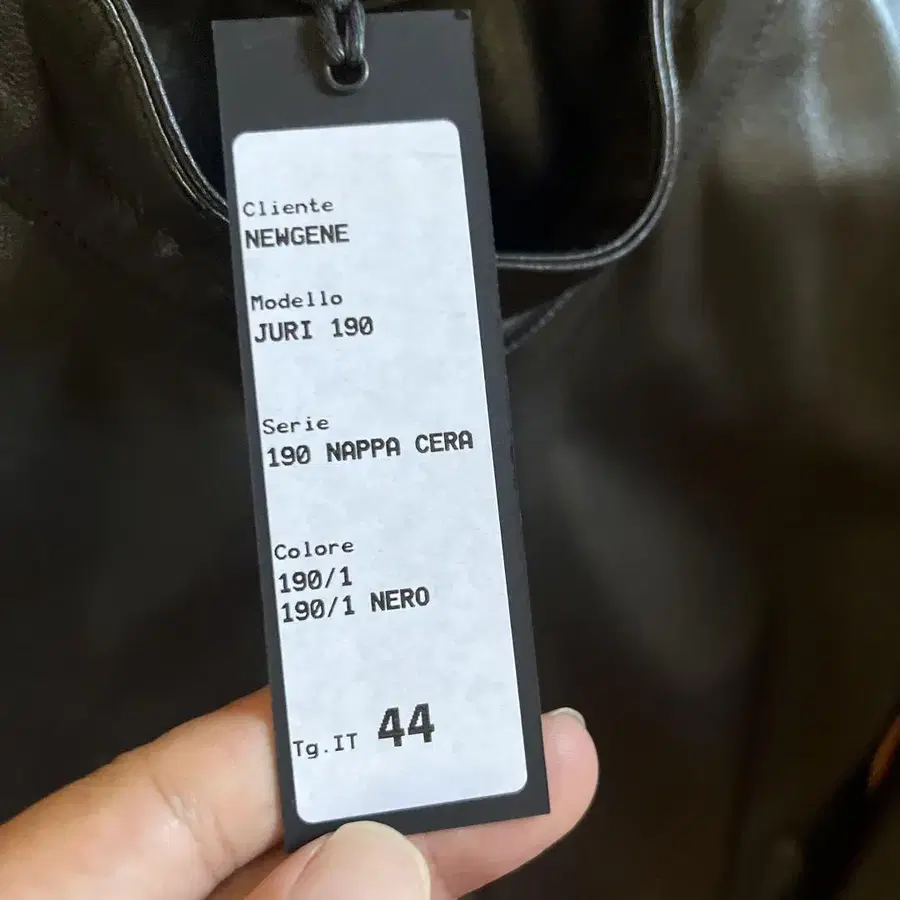 Cliente
NEWGENE
Modello
JURI 190
Serie
190 NAPPA CERA
Colore
190/1
190/1 NERO
Tg.IT 44